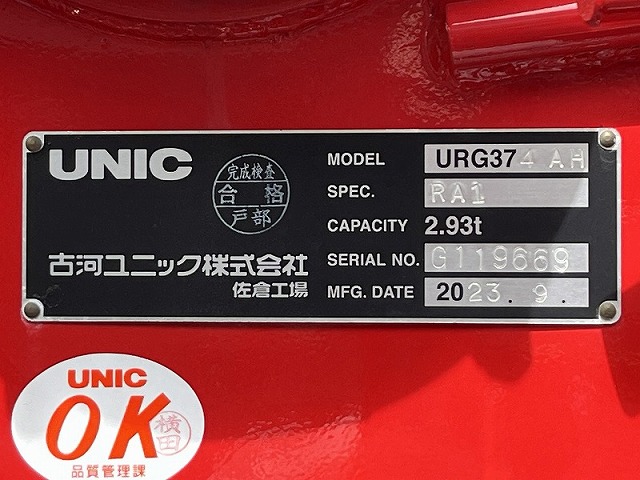 UNIC
完成検査
合格
戸部
古河ユニック株式会社
佐倉工場
MODEL URG374AH
SPEC. RA1
CAPACITY 2.93t
SERIAL NO. G119669
MFG. DATE 2023.9.
UNIC
OK
横田
品質管理課